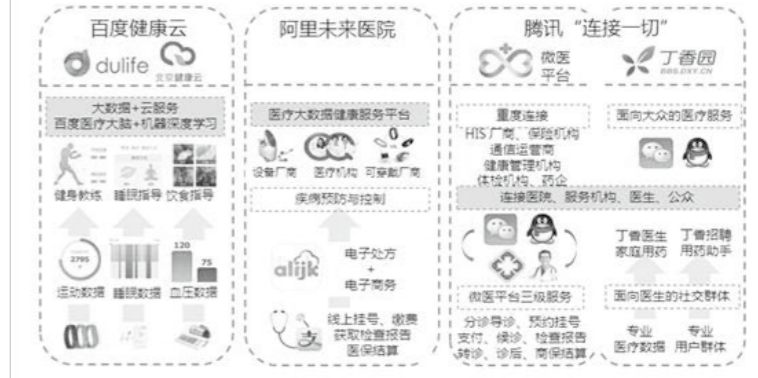 百度健康云
dulife
北京健康云
大数据+云服务
百度医疗大脑+机器深度学习
健身教练 睡眠指导 饮食指导
2795
120
75
运动数据 睡眠数据 血压数据
阿里未来医院
医疗大数据健康服务平台
设备厂商 医疗机构 可穿戴厂商
疾病预防与控制
alijk
电子处方
+
电子商务
线上挂号、缴费
获取检查报告
医保结算
腾讯“连接一切”
微医
平台
丁香园
BBS.DXY.CN
重度连接
HIS厂商、保险机构
通信运营商
健康管理机构
体检机构、药企
面向大众的医疗服务
连接医院、服务机构、医生、公众
微医平台三级服务
分诊导诊、预约挂号
支付、候诊、检查报告
转诊、诊后、商保结算
丁香医生 丁香招聘
家庭用药 用药助手
面向医生的社交群体
专业 专业
医疗数据 用户群体